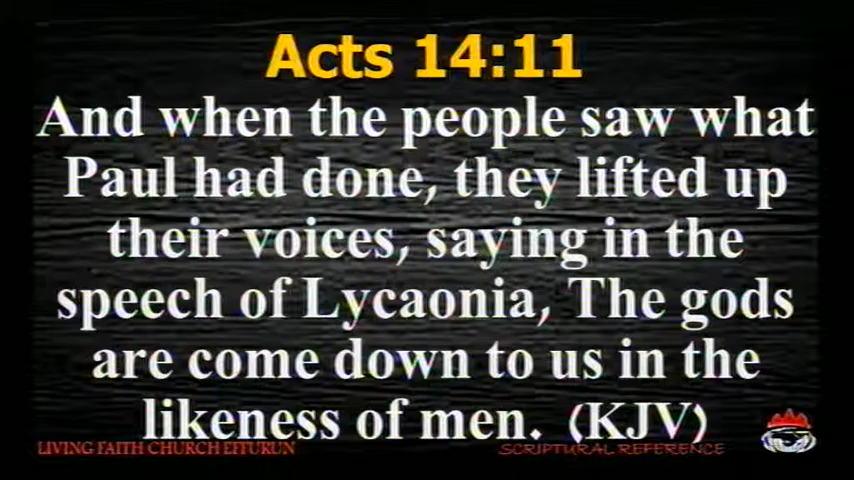 Acts 14:11
And when the people saw what
Paul had done, they lifted up
their voices, saying in the
speech of Lycaonia, The gods
are come down to us in the
likeness of men. (KJV)
LIVING FAITH CHURCH EITURUN
SCRIPTURAL REFERENCE